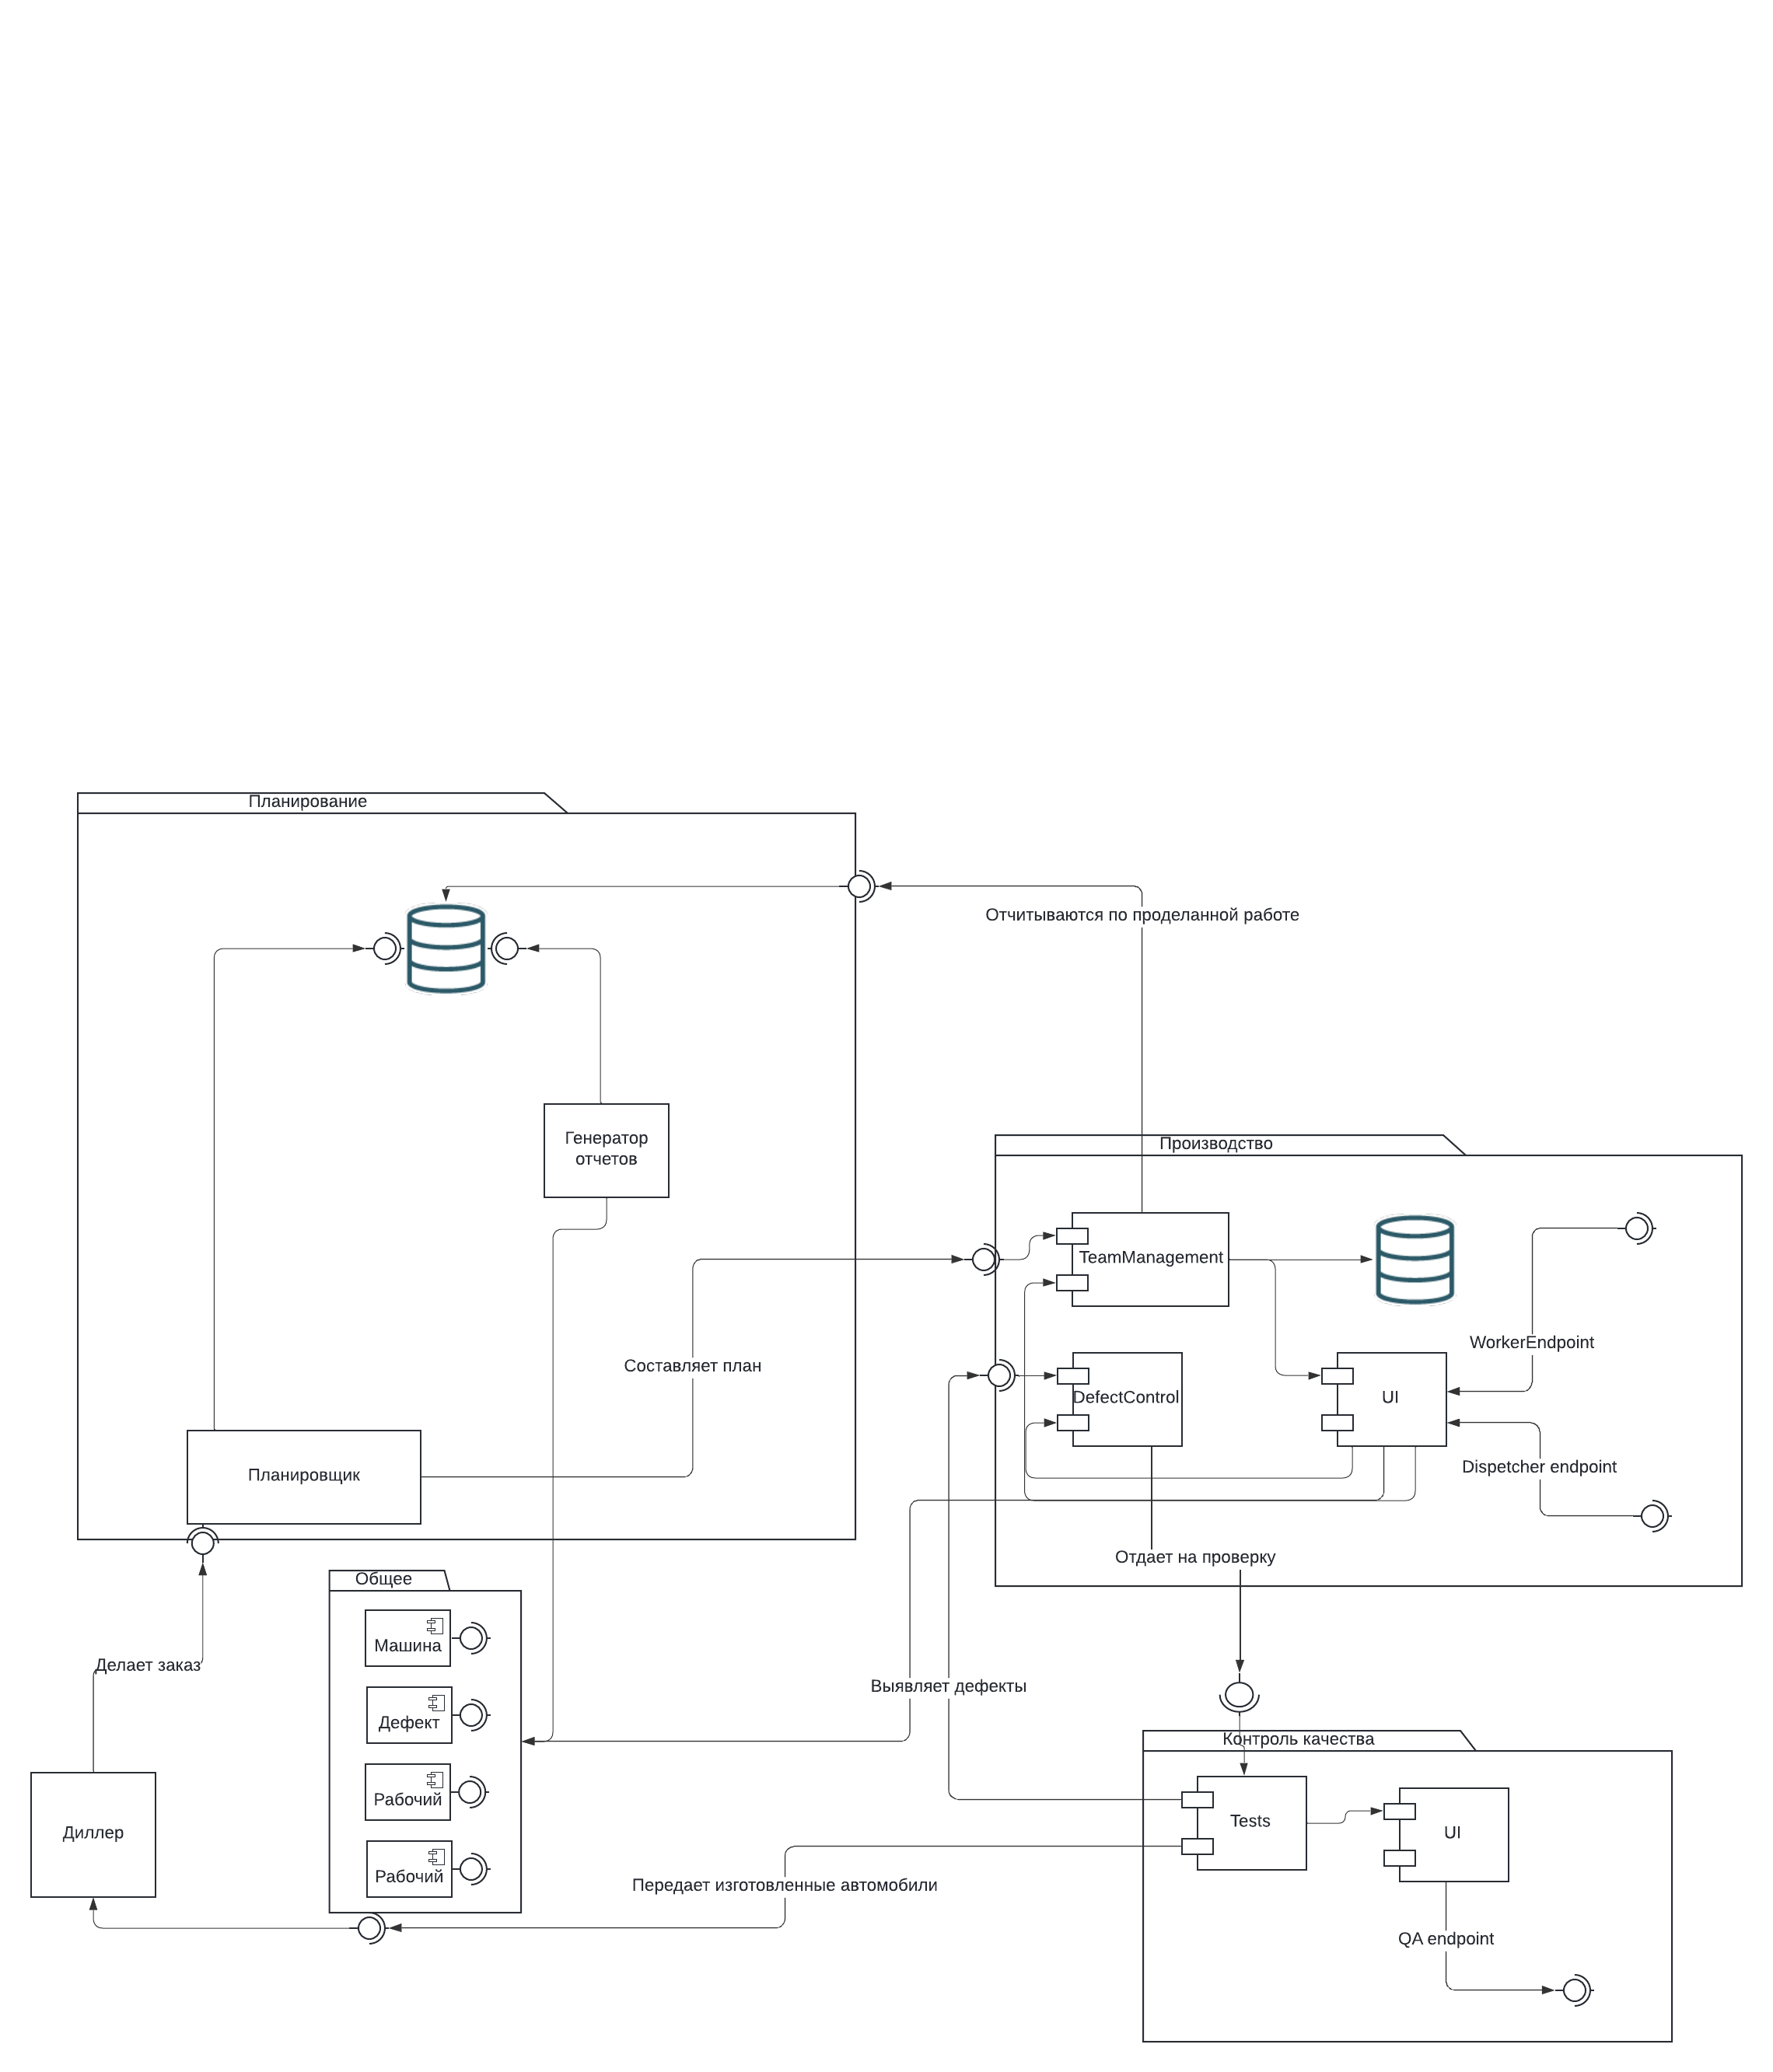 Планирование
Отчитываются по проделанной работе
Генератор
отчетов
Производство
TeamManagement
WorkerEndpoint
Составляет план
DefectControl
UI
Планировщик
Dispetcher endpoint
Отдает на проверку
Общее
Машина
Делает заказ
Выявляет дефекты
Дефект
Контроль качества
Рабочий
Диллер
Tests
UI
Рабочий
Передает изготовленные автомобили
QA endpoint